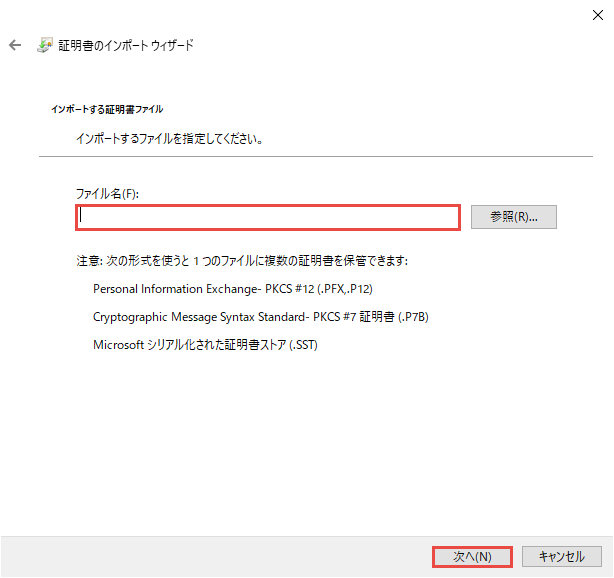 証明書のインポート ウィザード
インポートする証明書ファイル
インポートするファイルを指定してください。
ファイル名(F):
参照(R)...
注意: 次の形式を使うと 1 つのファイルに複数の証明書を保管できます:
Personal Information Exchange- PKCS #12 (.PFX,.P12)
Cryptographic Message Syntax Standard- PKCS #7 証明書 (.P7B)
Microsoft シリアル化された証明書ストア (.SST)
次へ(N)
キャンセル